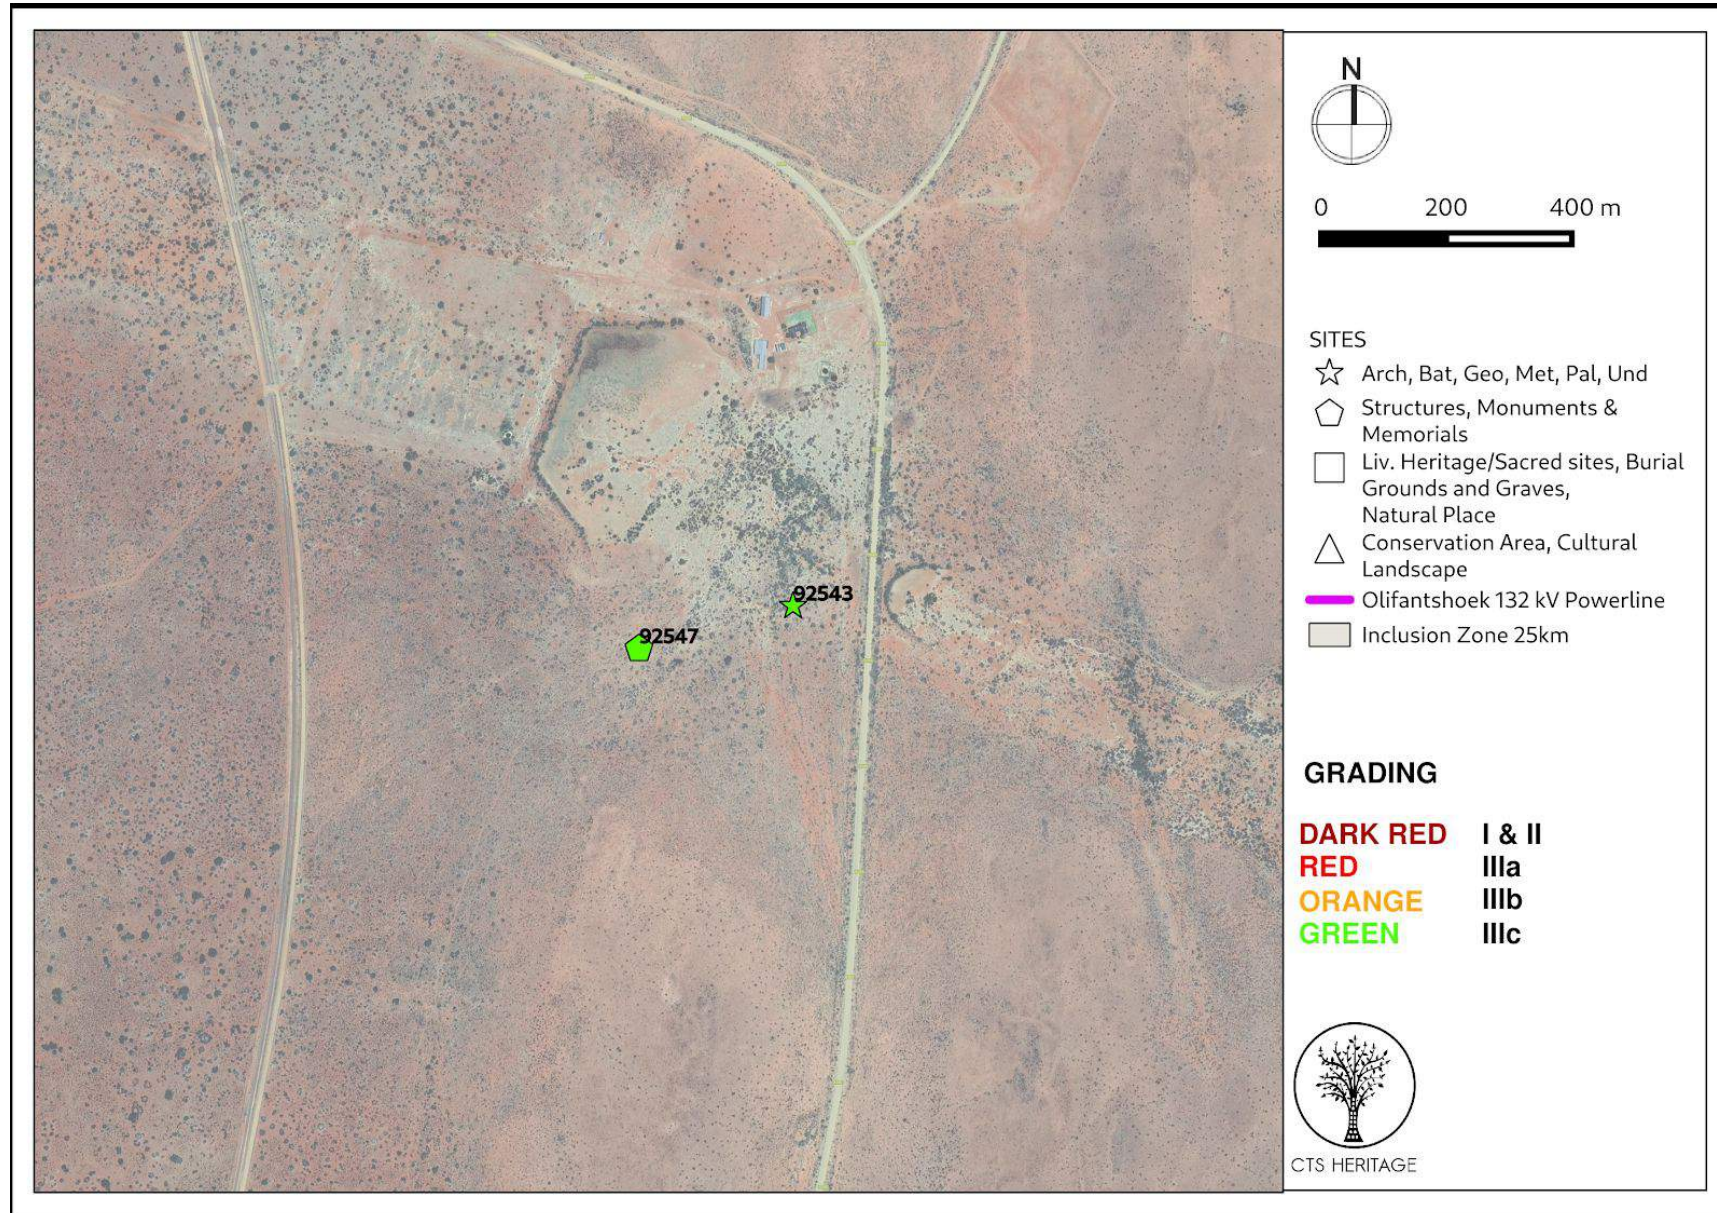 92543
92547
N
0 200 400 m
SITES
Arch, Bat, Geo, Met, Pal, Und
Structures, Monuments &
Memorials
Liv. Heritage/Sacred sites, Burial
Grounds and Graves,
Natural Place
Conservation Area, Cultural
Landscape
Olifantshoek 132 kV Powerline
Inclusion Zone 25km
GRADING
DARK RED I & II
RED IIIa
ORANGE IIIb
GREEN IIIc
CTS HERITAGE